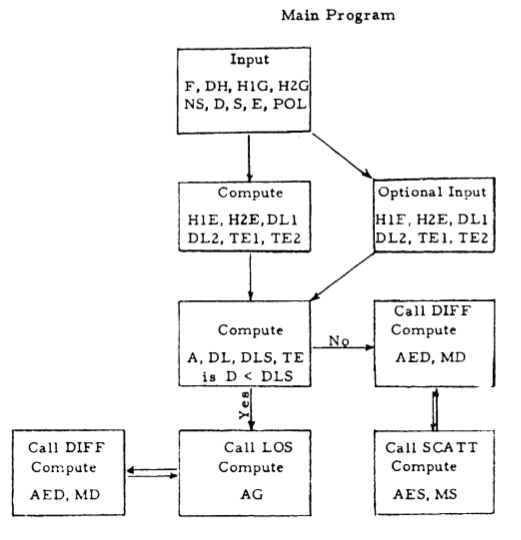 Main Program
Input
F, DH, H1G, H2G
NS, D, S, E, POL
Compute
H1E, H2E, DL1
DL2, TE1, TE2
Optional Input
H1E, H2E, DL1
DL2, TE1, TE2
Compute
A, DL, DLS, TE
is D < DLS
No
Call DIFF
Compute
AED, MD
Yes
Call DIFF
Compute
AED, MD
Call LOS
Compute
AG
Call SCATT
Compute
AES, MS